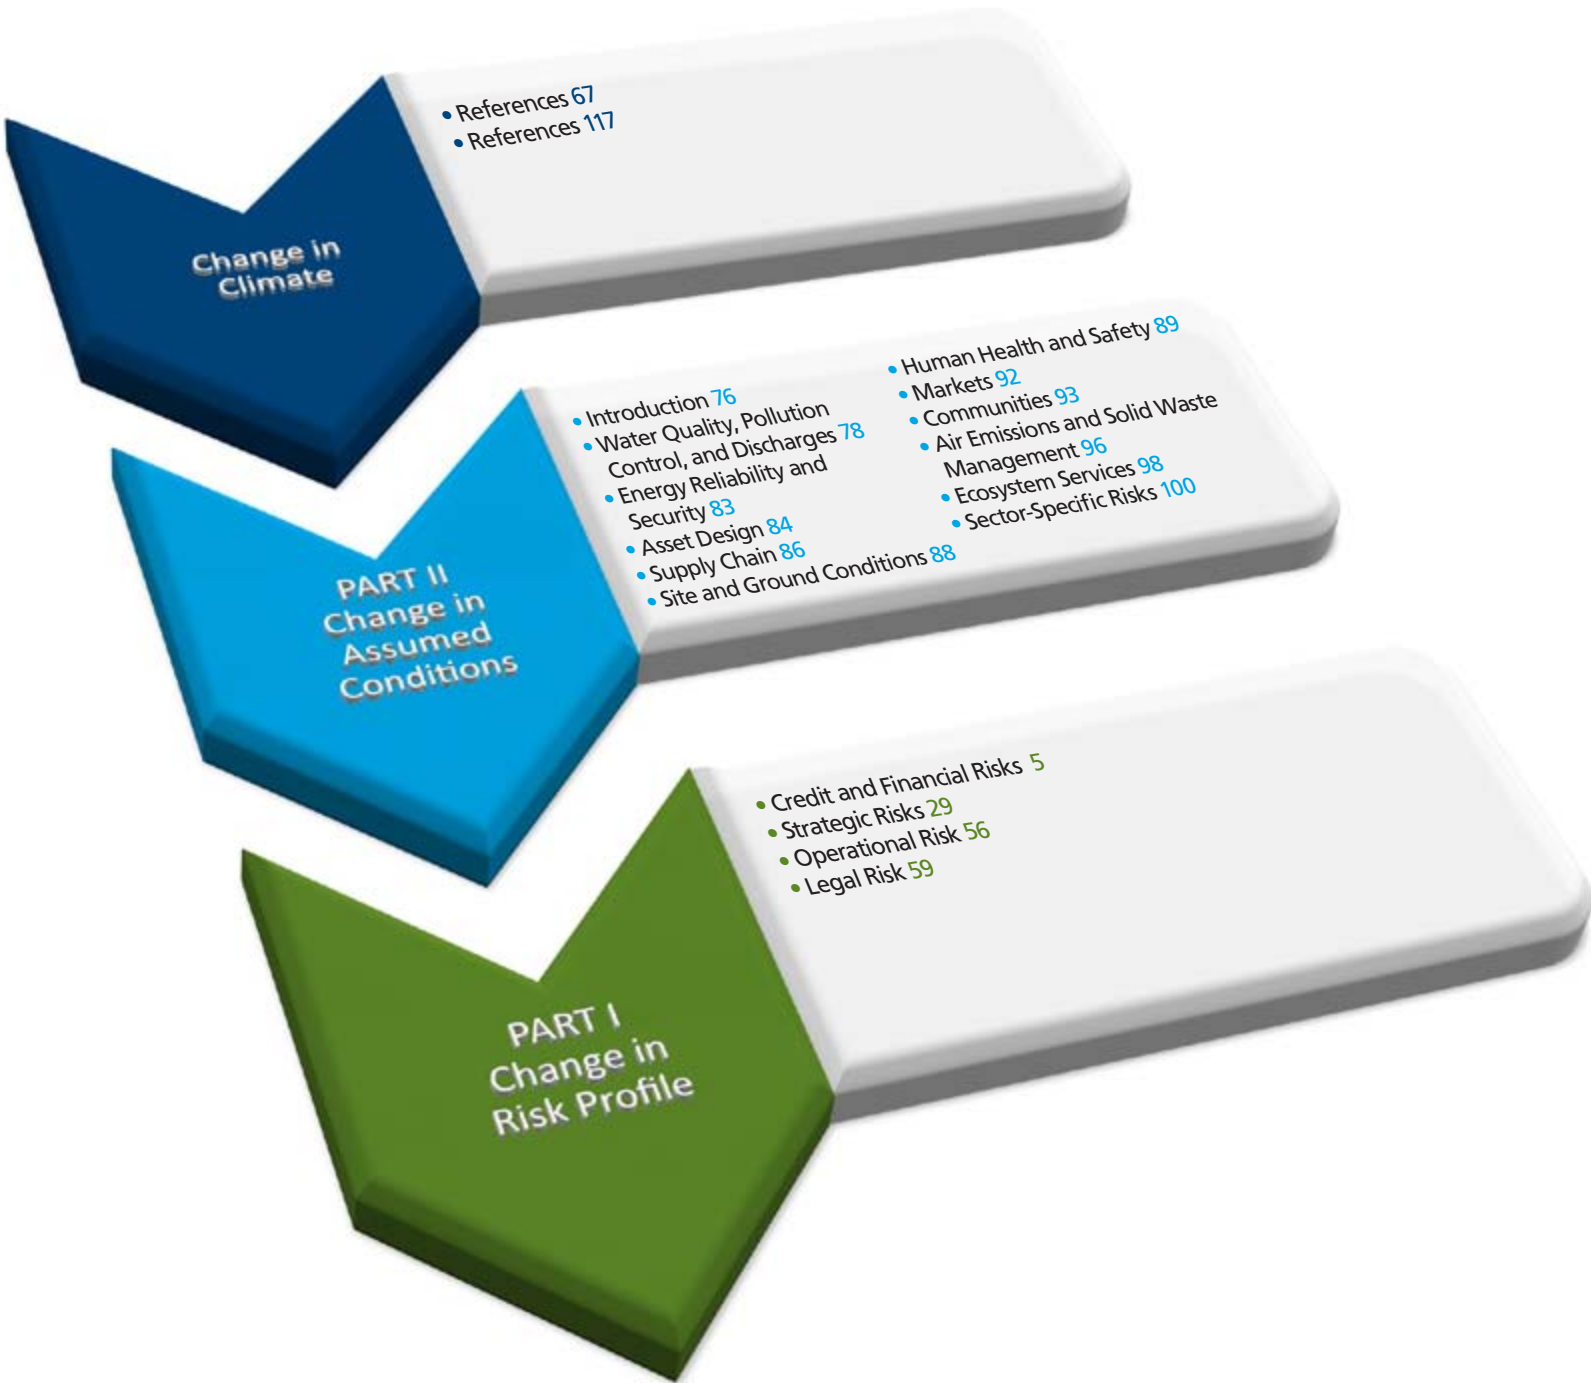 Change in
Climate
• References 67
• References 117
PART II
Change in
Assumed
Conditions
• Introduction 76
• Water Quality, Pollution
Control, and Discharges 78
• Energy Reliability and
Security 83
• Asset Design 84
• Supply Chain 86
• Site and Ground Conditions 88
• Human Health and Safety 89
• Markets 92
• Communities 93
• Air Emissions and Solid Waste
Management 96
• Ecosystem Services 98
• Sector-Specific Risks 100
PART I
Change in
Risk Profile
• Credit and Financial Risks 5
• Strategic Risks 29
• Operational Risk 56
• Legal Risk 59